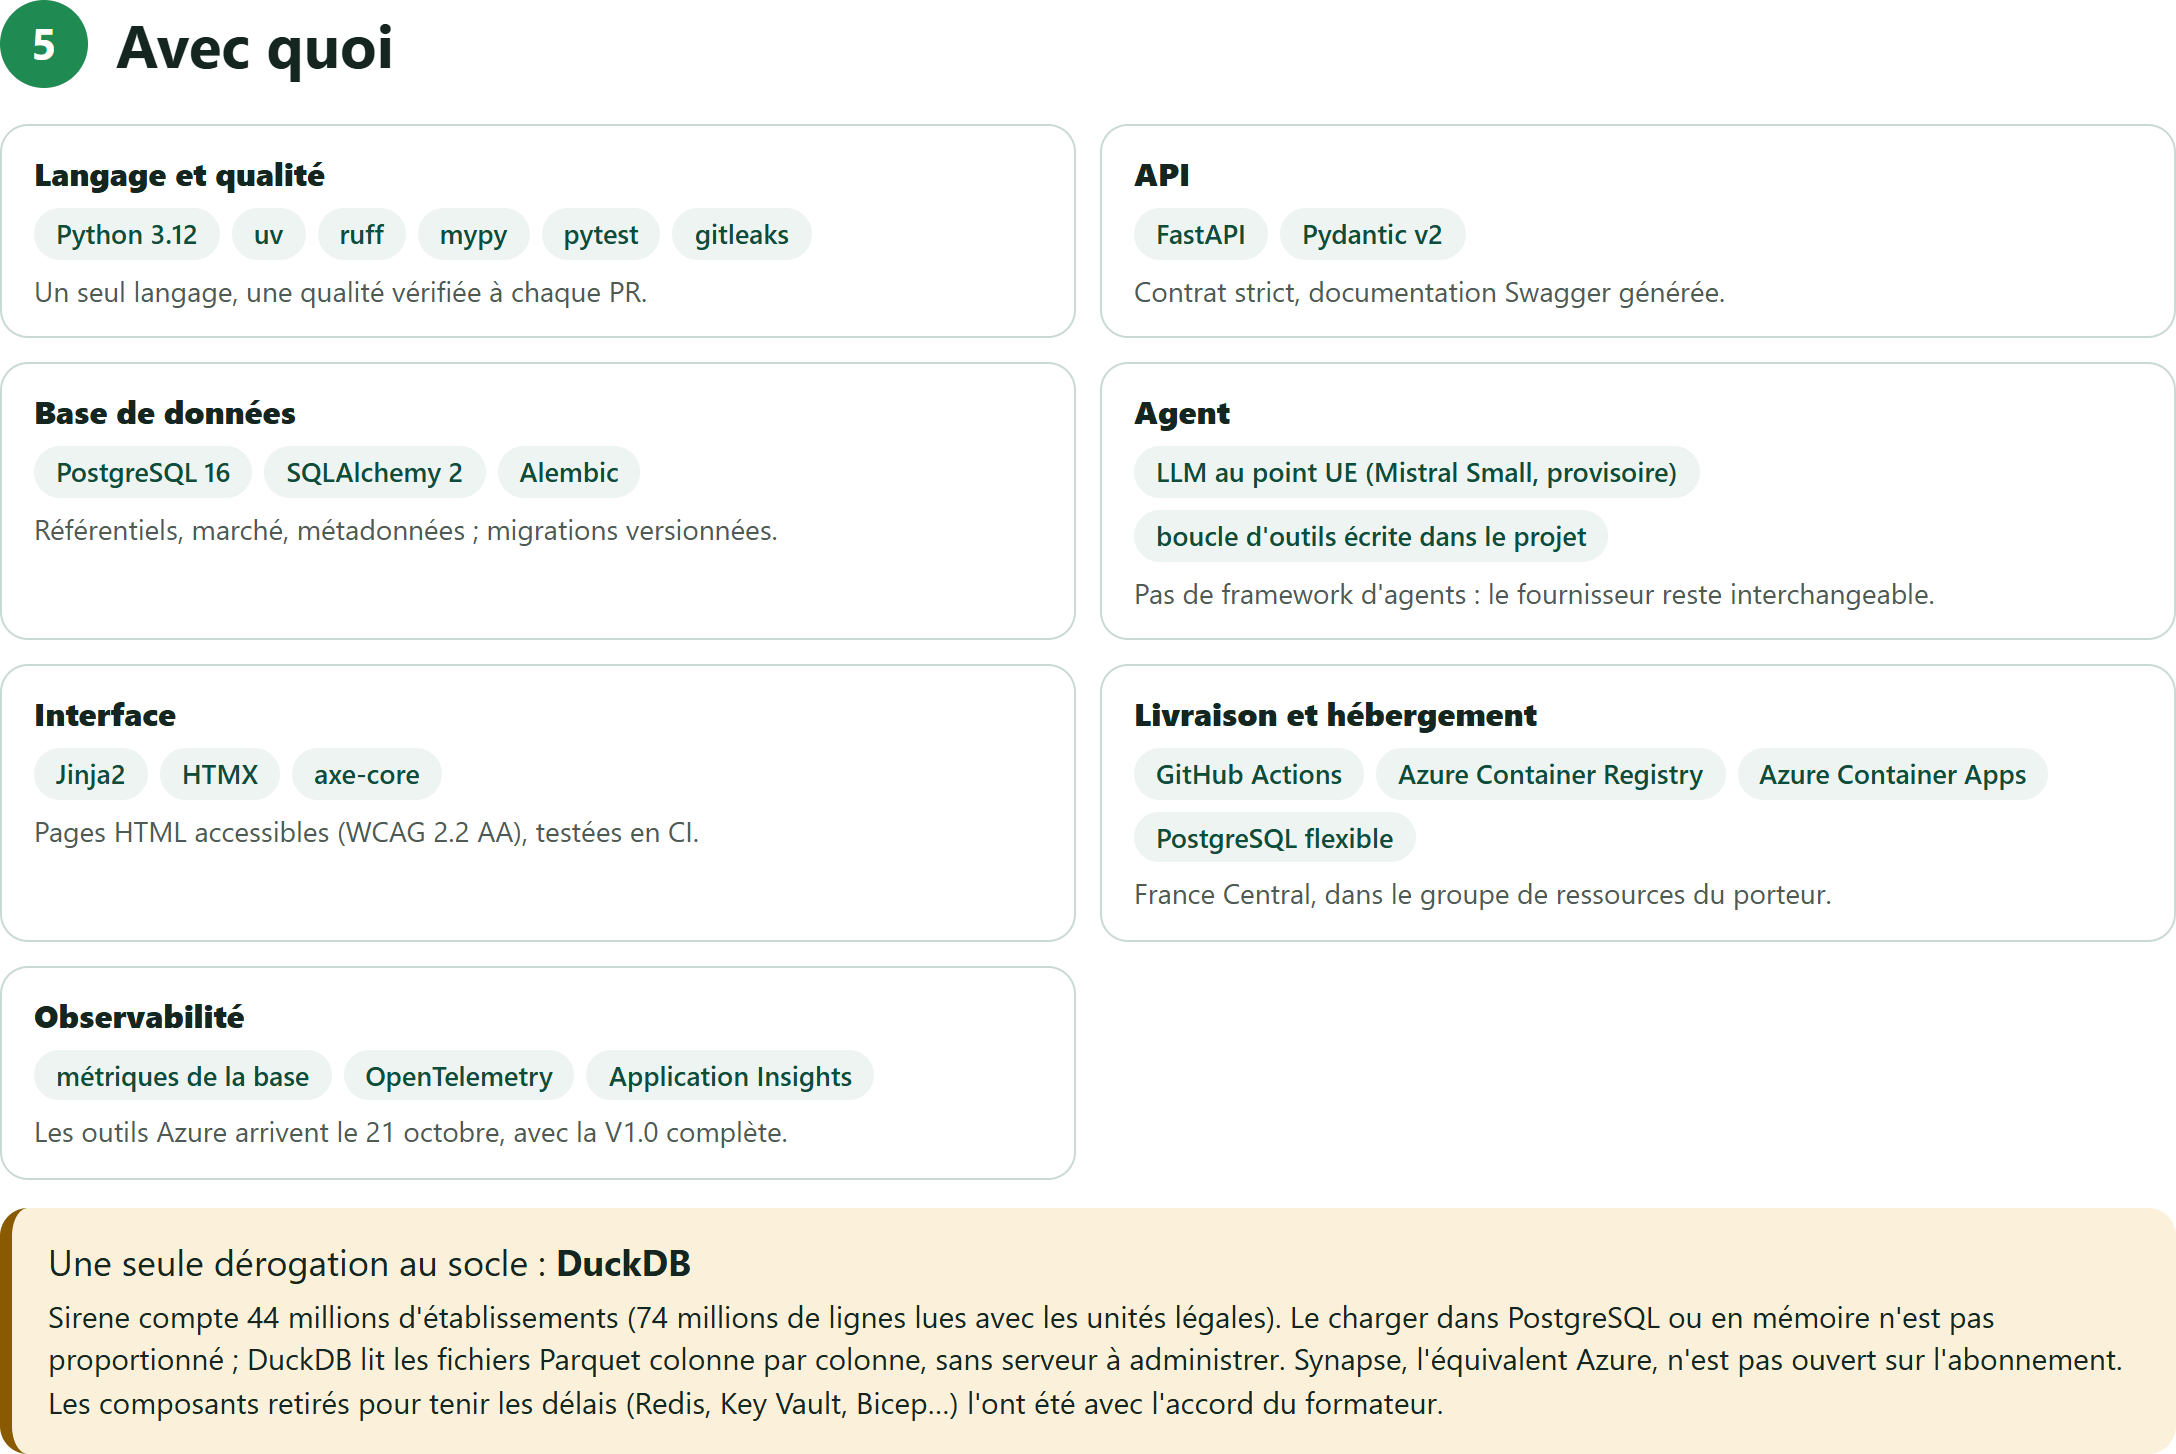 5
Avec quoi
Langage et qualité
Python 3.12 uv ruff mypy pytest gitleaks
Un seul langage, une qualité vérifiée à chaque PR.
API
FastAPI Pydantic v2
Contrat strict, documentation Swagger générée.
Base de données
PostgreSQL 16 SQLAlchemy 2 Alembic
Référentiels, marché, métadonnées ; migrations versionnées.
Agent
LLM au point UE (Mistral Small, provisoire)
boucle d'outils écrite dans le projet
Pas de framework d'agents : le fournisseur reste interchangeable.
Interface
Jinja2 HTMX axe-core
Pages HTML accessibles (WCAG 2.2 AA), testées en CI.
Livraison et hébergement
GitHub Actions Azure Container Registry Azure Container Apps
PostgreSQL flexible
France Central, dans le groupe de ressources du porteur.
Observabilité
métriques de la base OpenTelemetry Application Insights
Les outils Azure arrivent le 21 octobre, avec la V1.0 complète.
Une seule dérogation au socle : DuckDB
Sirene compte 44 millions d'établissements (74 millions de lignes lues avec les unités légales). Le charger dans PostgreSQL ou en mémoire n'est pas
proportionné ; DuckDB lit les fichiers Parquet colonne par colonne, sans serveur à administrer. Synapse, l'équivalent Azure, n'est pas ouvert sur l'abonnement.
Les composants retirés pour tenir les délais (Redis, Key Vault, Bicep…) l'ont été avec l'accord du formateur.